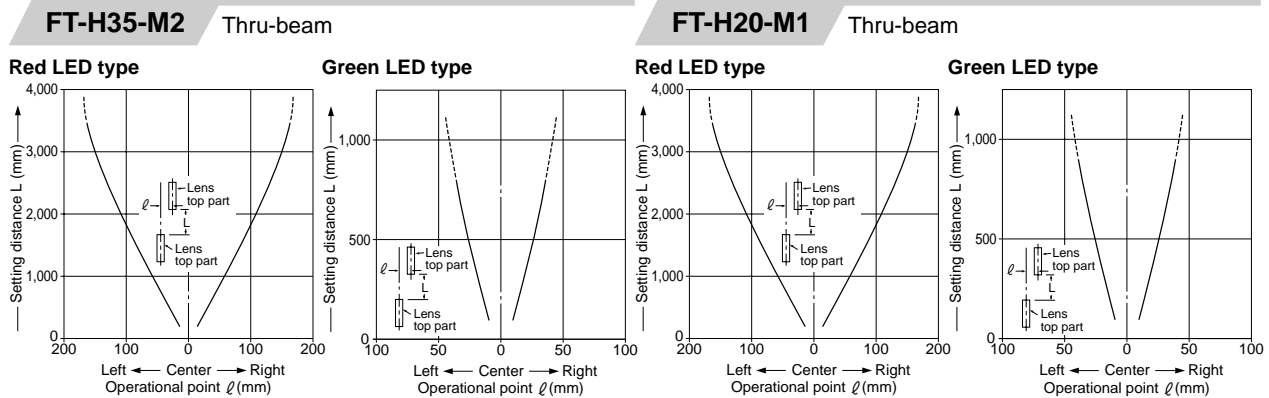 FT-H35-M2 Thru-beam
Red LED type
4,000
3,000
2,000
1,000
0
Setting distance L (mm)
200 100 0 100 200
Left Center Right
Operational point ℓ (mm)
ℓ
L
Lens
top part
Lens
top part
Green LED type
1,000
500
0
Setting distance L (mm)
100 50 0 50 100
Left Center Right
Operational point ℓ (mm)
ℓ
L
Lens
top part
Lens
top part
FT-H20-M1 Thru-beam
Red LED type
4,000
3,000
2,000
1,000
0
Setting distance L (mm)
200 100 0 100 200
Left Center Right
Operational point ℓ (mm)
ℓ
L
Lens
top part
Lens
top part
Green LED type
1,000
500
0
Setting distance L (mm)
100 50 0 50 100
Left Center Right
Operational point ℓ (mm)
ℓ
L
Lens
top part
Lens
top part